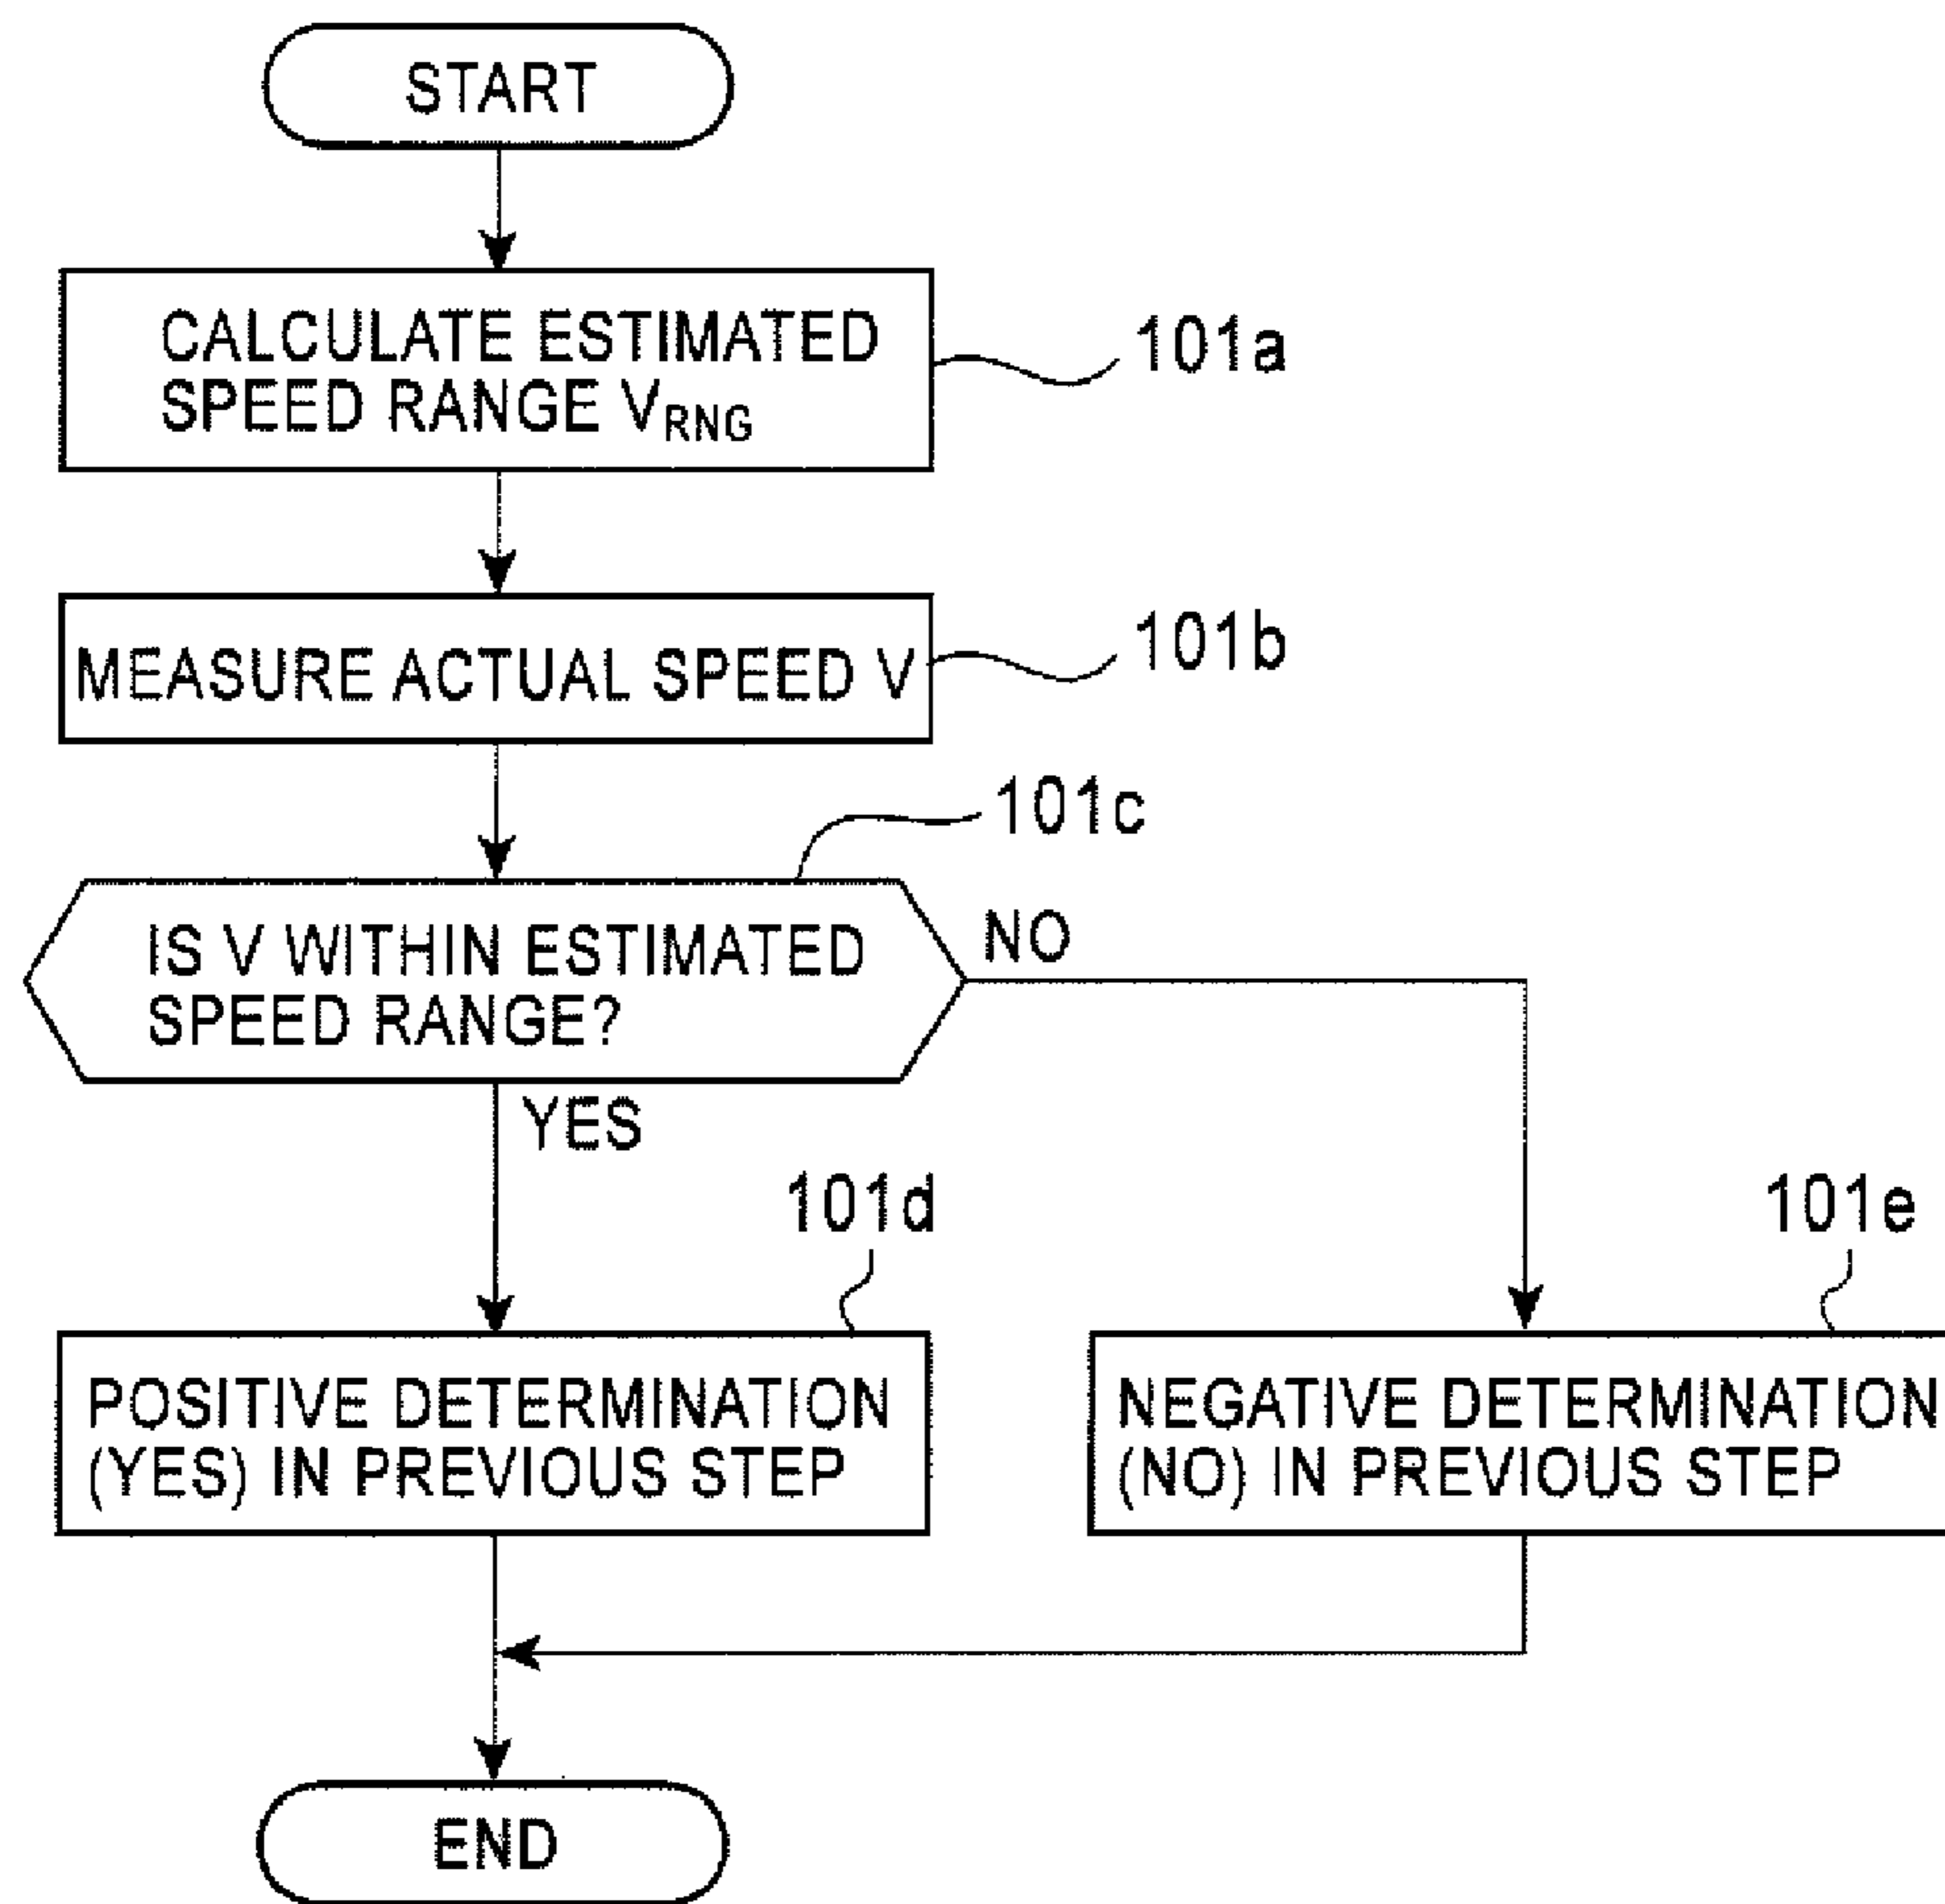 START
CALCULATE ESTIMATED
SPEED RANGE VRNG
101a
MEASURE ACTUAL SPEED V
101b
101c
IS V WITHIN ESTIMATED
SPEED RANGE?
NO
YES
101d
101e
POSITIVE DETERMINATION
(YES) IN PREVIOUS STEP
NEGATIVE DETERMINATION
(NO) IN PREVIOUS STEP
END